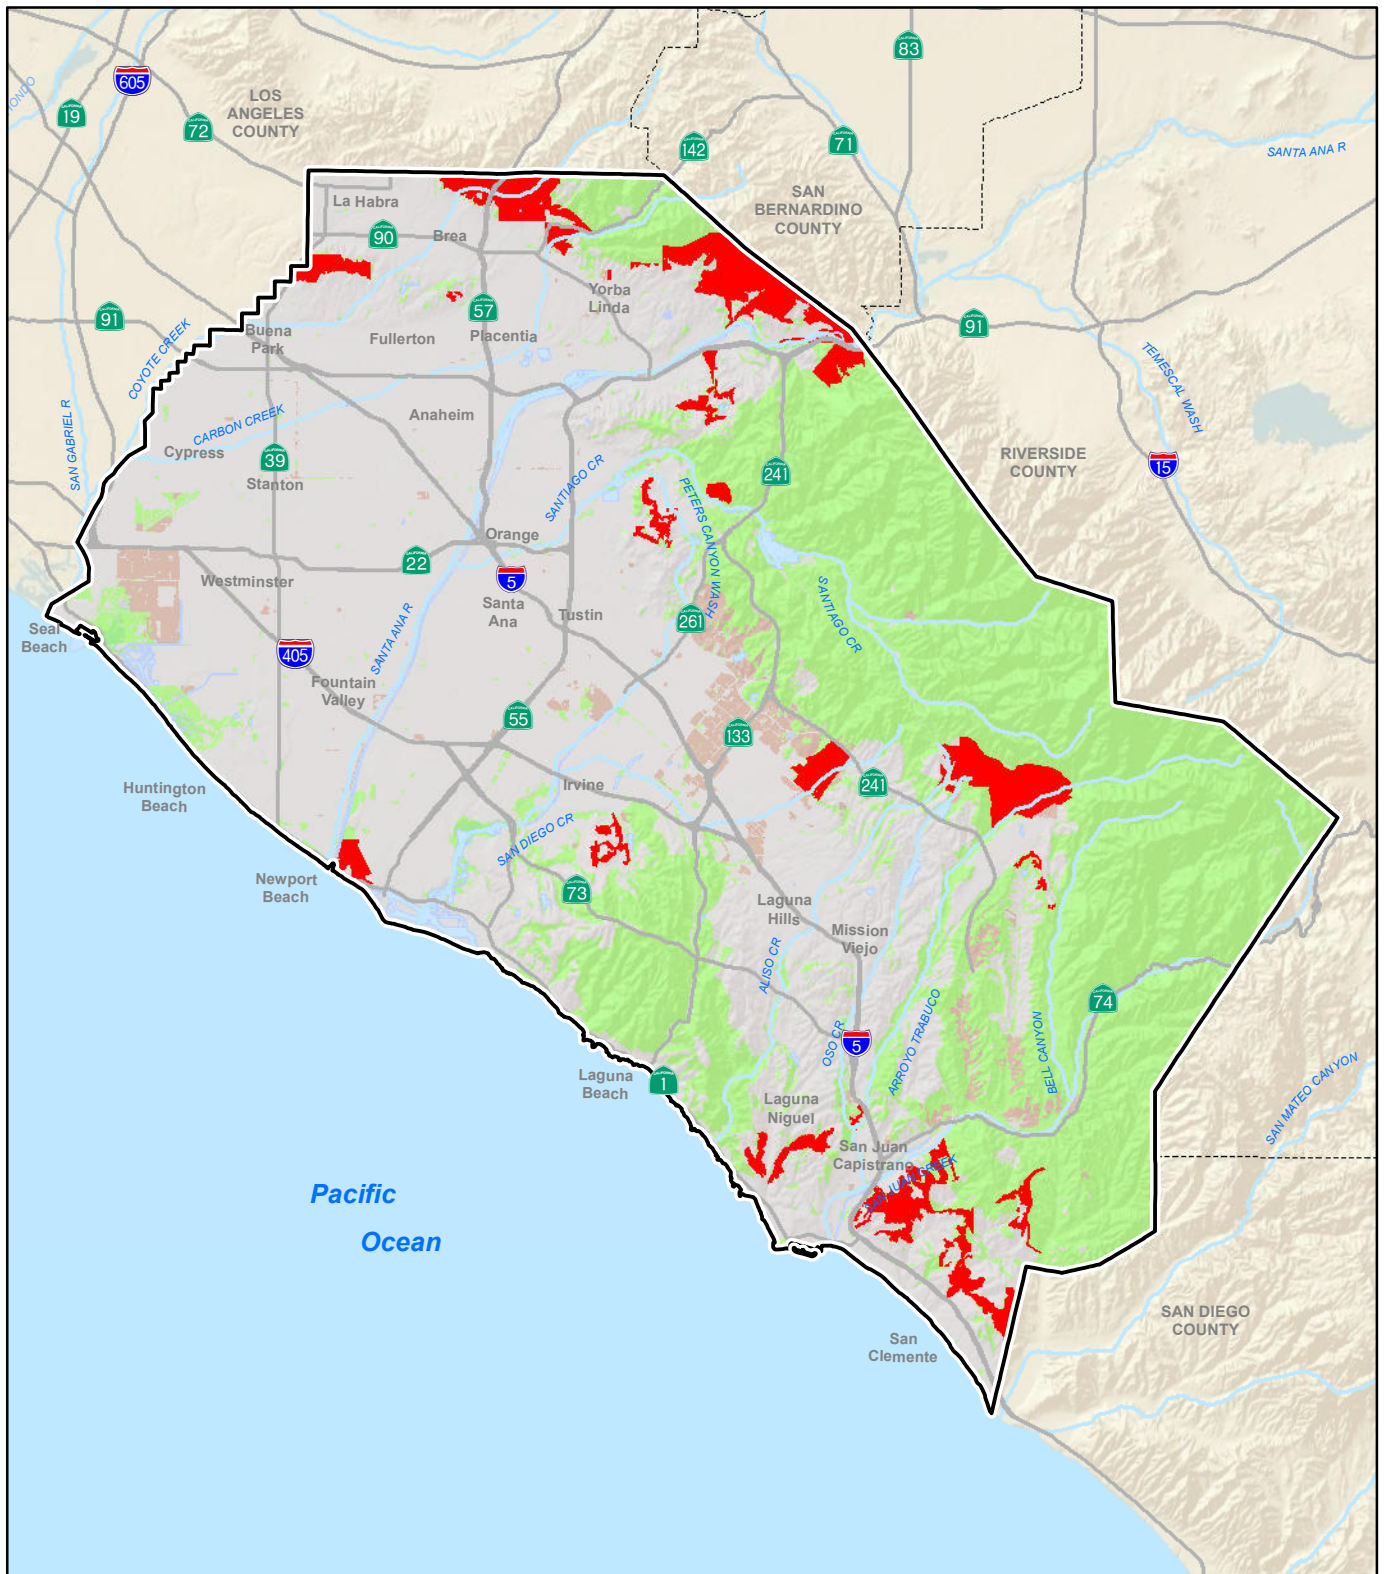 83
605
LOS
ANGELES
COUNTY
HONDO
19
72
142
71
SANTA ANA R
SAN
BERNARDINO
COUNTY
La Habra
90
Brea
Yorba
Linda
57
91
91
Buena
Park
Fullerton
Placentia
COYOTE CREEK
TEMESCAL WASH
SAN GABRIEL R
CARBON CREEK
Anaheim
Cypress
39
Stanton
SANTIAGO CR
241
RIVERSIDE
COUNTY
15
PETERS CANYON WASH
Orange
22
Westminster
5
Santa
Ana
Tustin
261
SANTIAGO CR
Seal
Beach
405
SANTA ANA R
Fountain
Valley
55
133
Irvine
241
Huntington
Beach
SAN DIEGO CR
Newport
Beach
73
Laguna
Hills
Mission
Viejo
ALISO CR
74
OSO CR
5
ARROYO TRABUCO
BELL CANYON
Laguna
Beach
1
Laguna
Niguel
SAN MATEO CANYON
San Juan
Capistrano
SAN JUAN CREEK
Pacific
Ocean
SAN DIEGO
COUNTY
San
Clemente